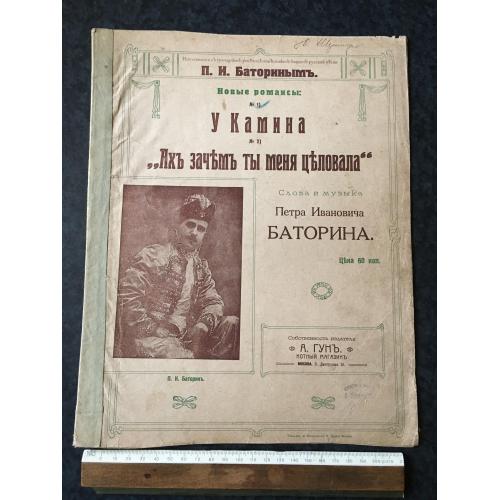 П. И. Баторинымъ.
Новые романсы:
№ 1)
У Камина
№ 2)
„Ахъ зачѣмъ ты меня цѣловала“
Слова и музыка
Петра Ивановича
БАТОРИНА.
Цѣна 60 коп.
П. И. Баторинъ.
Собственность издателя
А. ГУНЪ.
НОТНЫЙ МАГАЗИНЪ.
МОСКВА